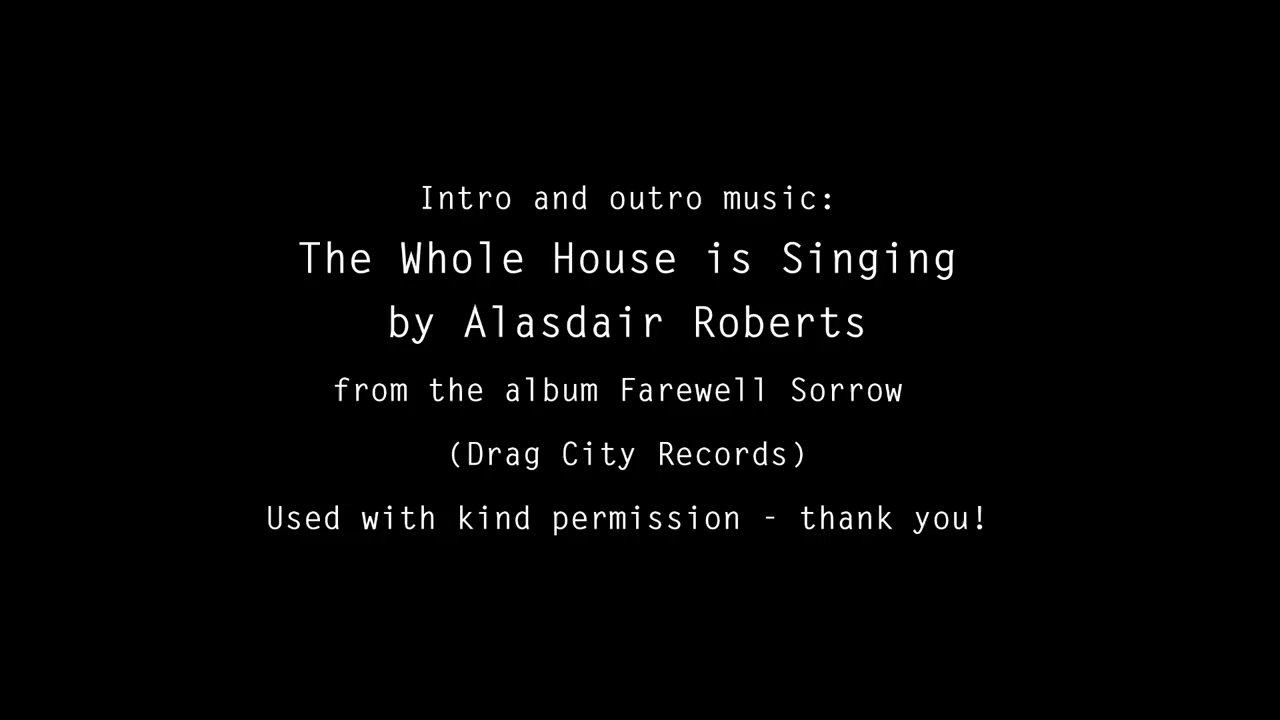 Intro and outro music:
The Whole House is Singing
by Alasdair Roberts
from the album Farewell Sorrow
(Drag City Records)
Used with kind permission - thank you!